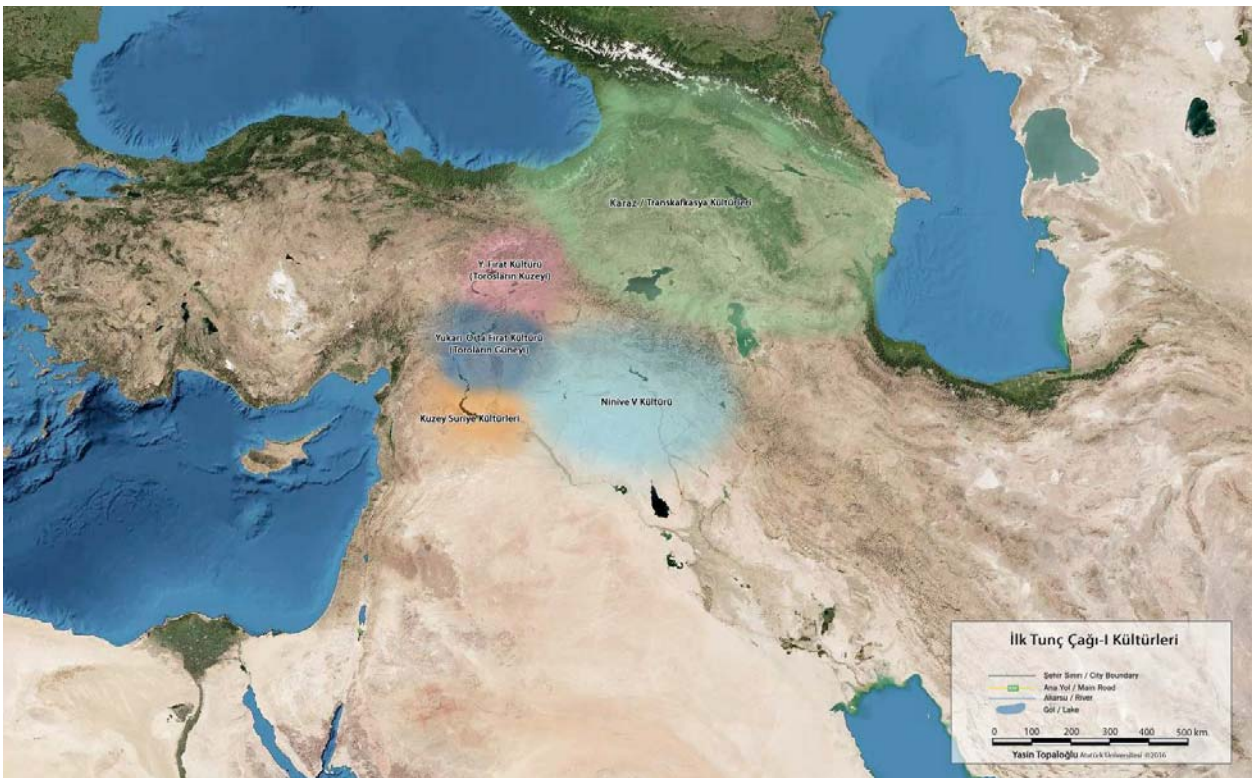 Karaz / Transkafkasya Kültürleri
Y. Fırat Kültürü
(Torosların Kuzeyi)
Yukarı Orta Fırat Kültürü
(Toroların Güneyi)
Ninive V Kültürü
Kuzey Suriye Kültürleri
İlk Tunç Çağı-I Kültürleri
Şehir Sınırı / City Boundary
Ana Yol / Main Road
Akarsu / River
Göl / Lake
0 100 200 300 400 500 km.
Yasin Topaloğlu Atatürk Üniversitesi ©2016